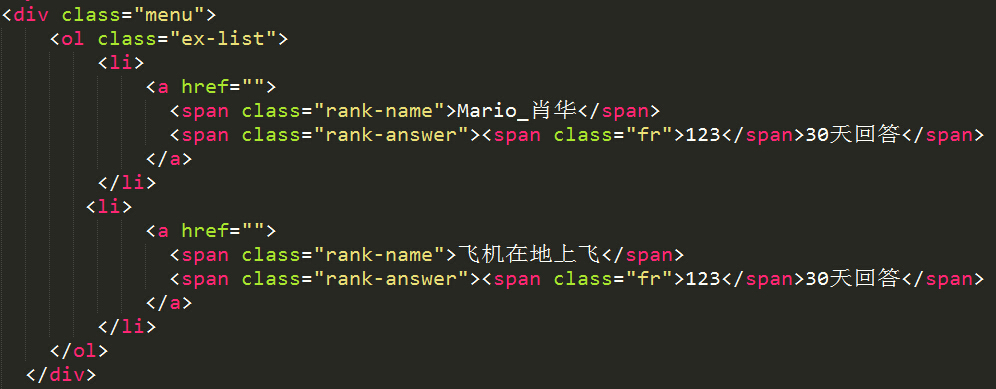 <div class="menu">
<ol class="ex-list">
<li>
<a href="">
<span class="rank-name">Mario_肖华</span>
<span class="rank-answer"><span class="fr">123</span>30天回答</span>
</a>
</li>
<li>
<a href="">
<span class="rank-name">飞机在地上飞</span>
<span class="rank-answer"><span class="fr">123</span>30天回答</span>
</a>
</li>
</ol>
</div>